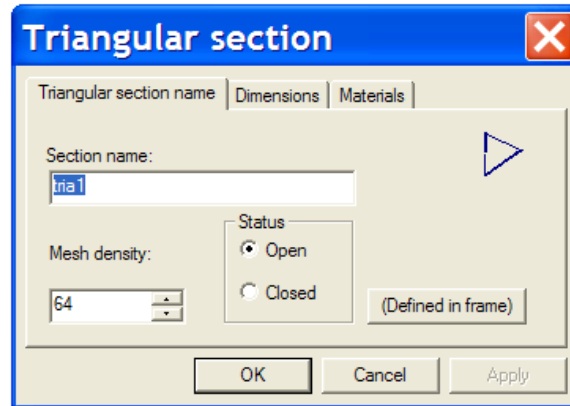 Triangular section
Triangular section name Dimensions Materials
Section name:
tria1
Status
Mesh density:
Open
64
Closed
(Defined in frame)
OK Cancel Apply